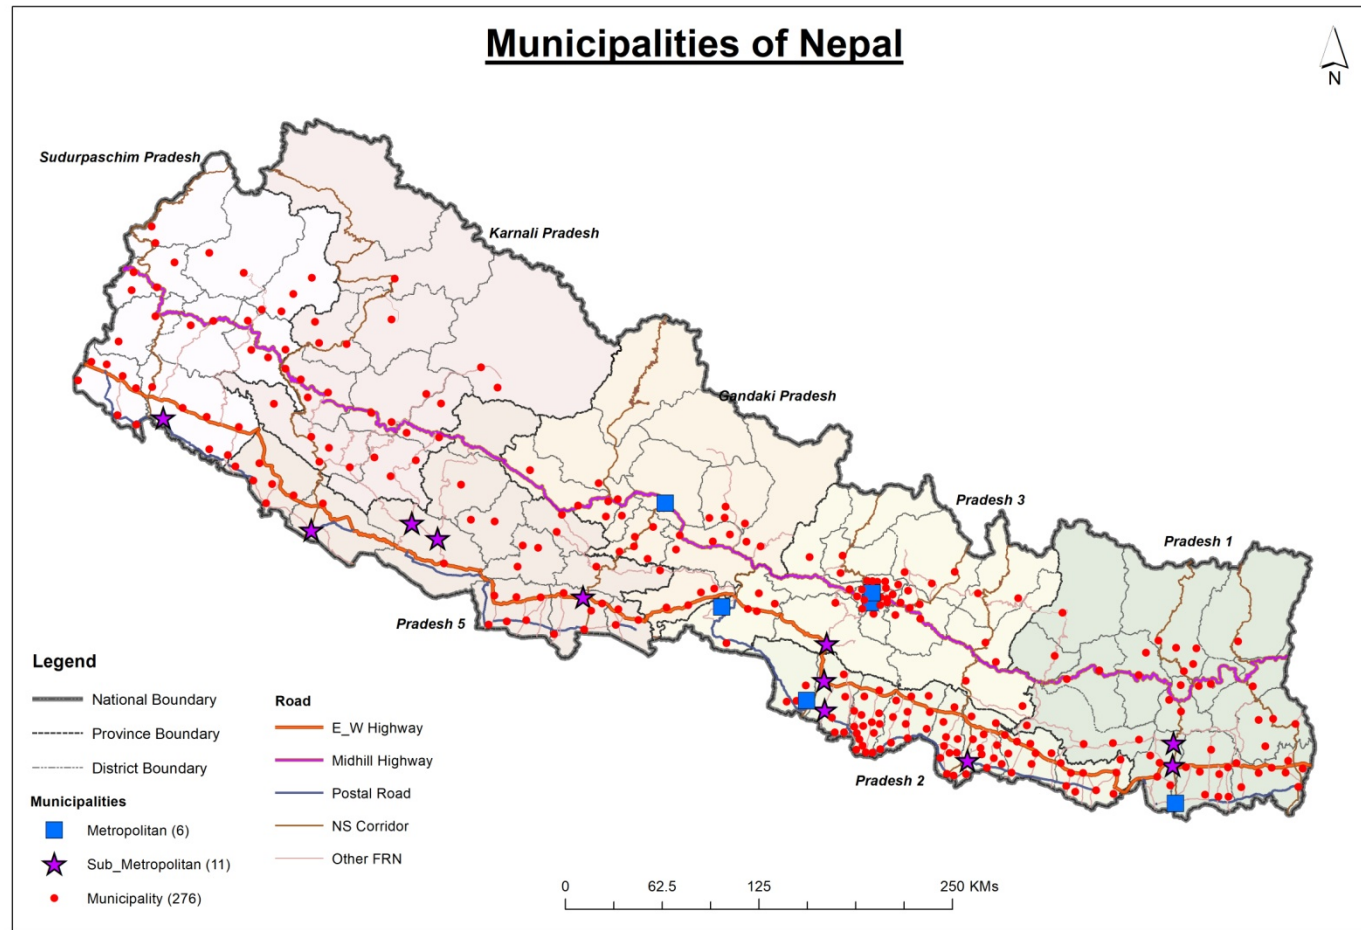 Municipalities of Nepal
N
Sudurpaschim Pradesh
Karnali Pradesh
Gandaki Pradesh
Pradesh 3
Pradesh 1
Pradesh 5
Pradesh 2
Legend
National Boundary
Province Boundary
District Boundary
Municipalities
Metropolitan (6)
Sub_Metropolitan (11)
Municipality (276)
Road
E_W Highway
Midhill Highway
Postal Road
NS Corridor
Other FRN
0 62.5 125 250 KMs